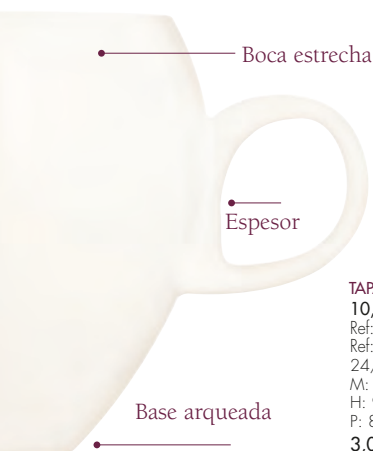 Boca estrecha
Espesor
TAP
10,
Ref:
Ref:
24,
M:
H:
P: 8
Base arqueada
3,0